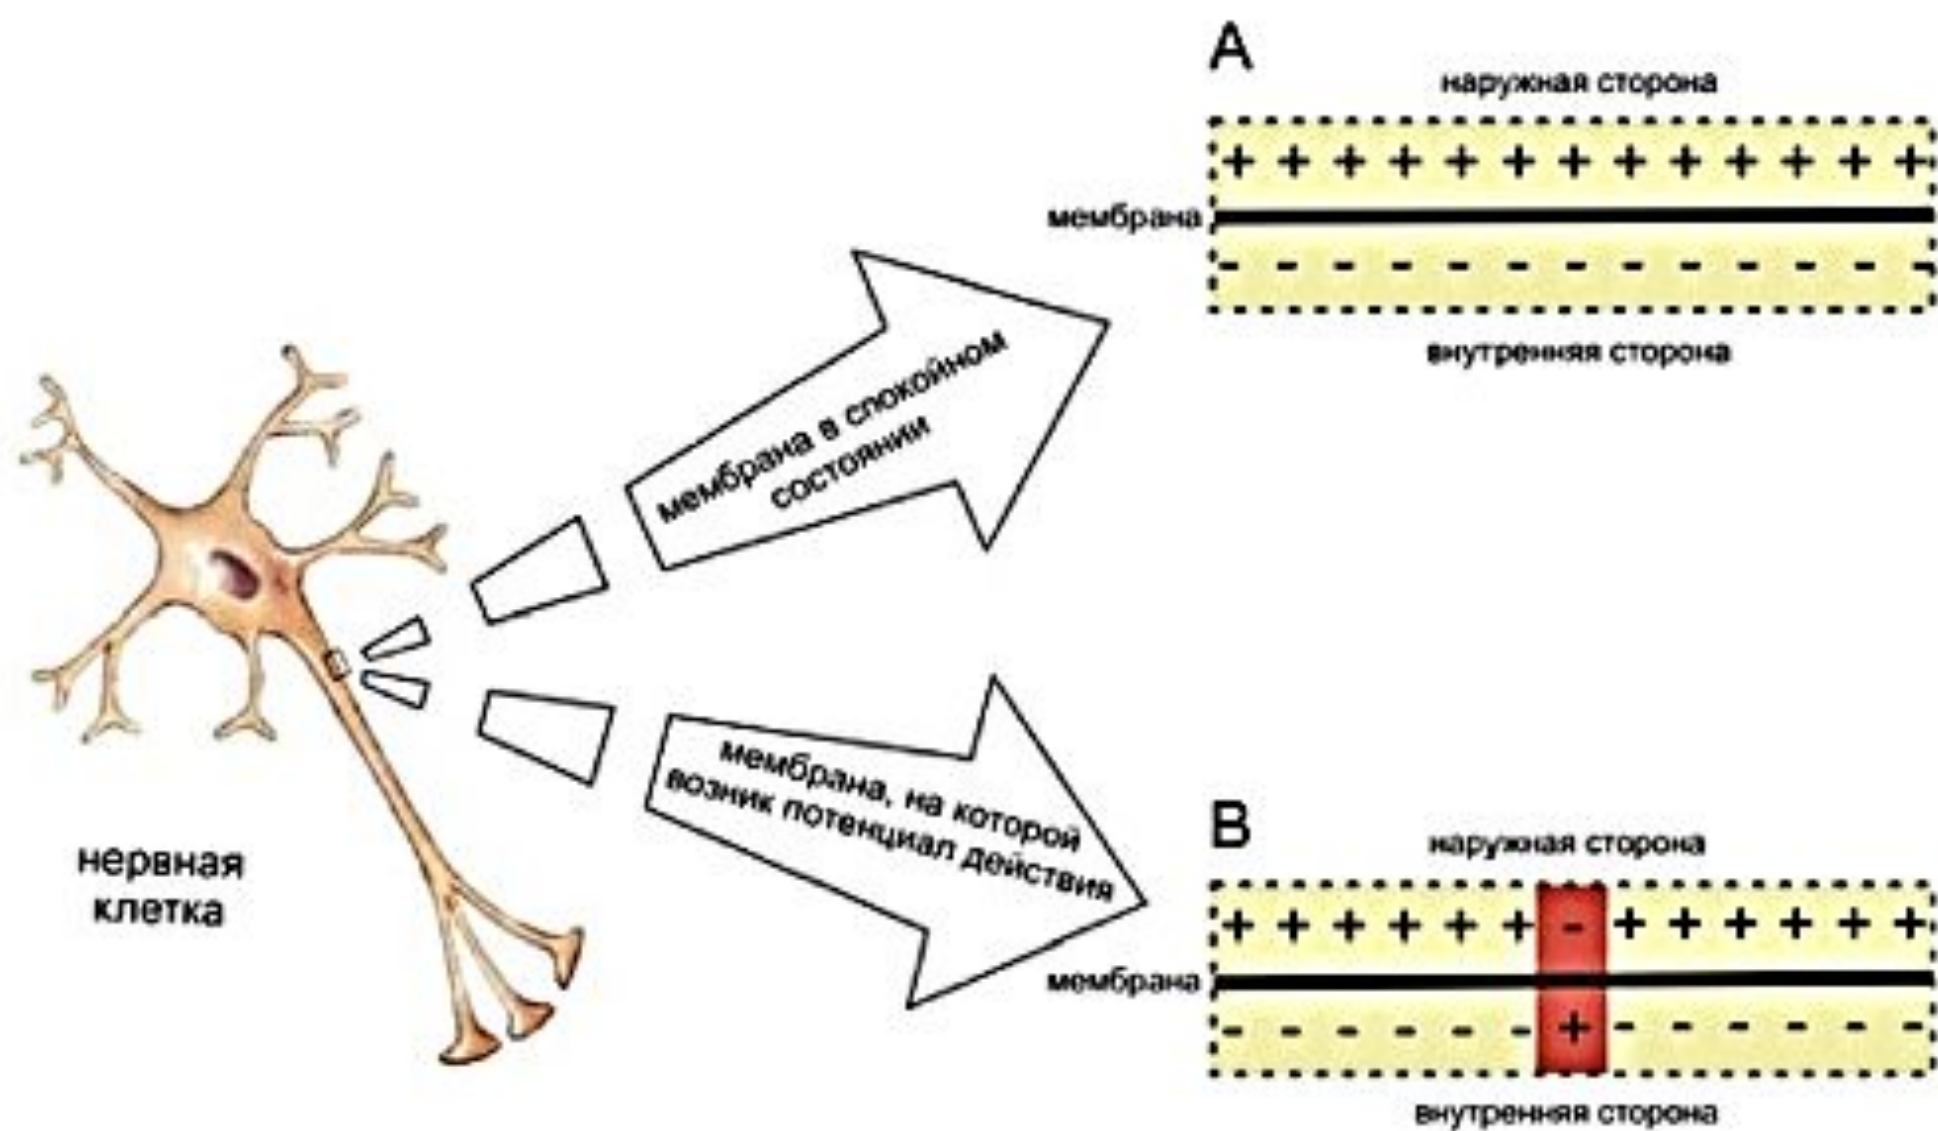 A
наружная сторона
+ + + + + + + + + + + + +
мембрана
- - - - - - - - - - - - -
внутренняя сторона
мембрана в спокойном
состоянии
мембрана, на которой
возник потенциал действия
нервная
клетка
B
наружная сторона
+ + + + + + - + + + + + +
мембрана
- - - - - - + - - - - - -
внутренняя сторона